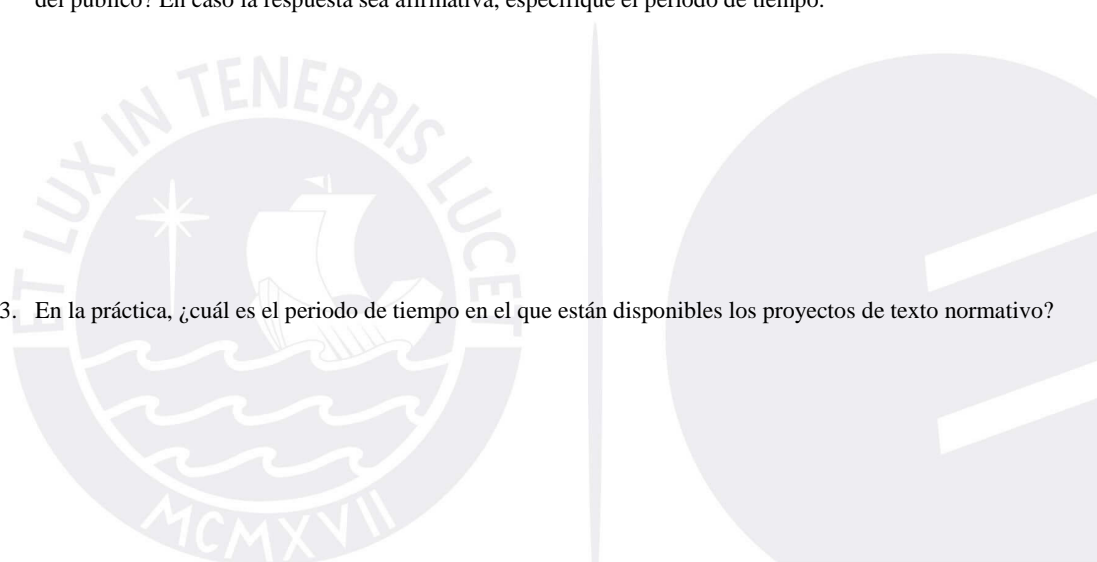 del público? En caso la respuesta sea afirmativa, especifique el periodo de tiempo.
ET LUX IN TENEBRIS LUCET
3. En la práctica, ¿cuál es el periodo de tiempo en el que están disponibles los proyectos de texto normativo?
MCMXVII